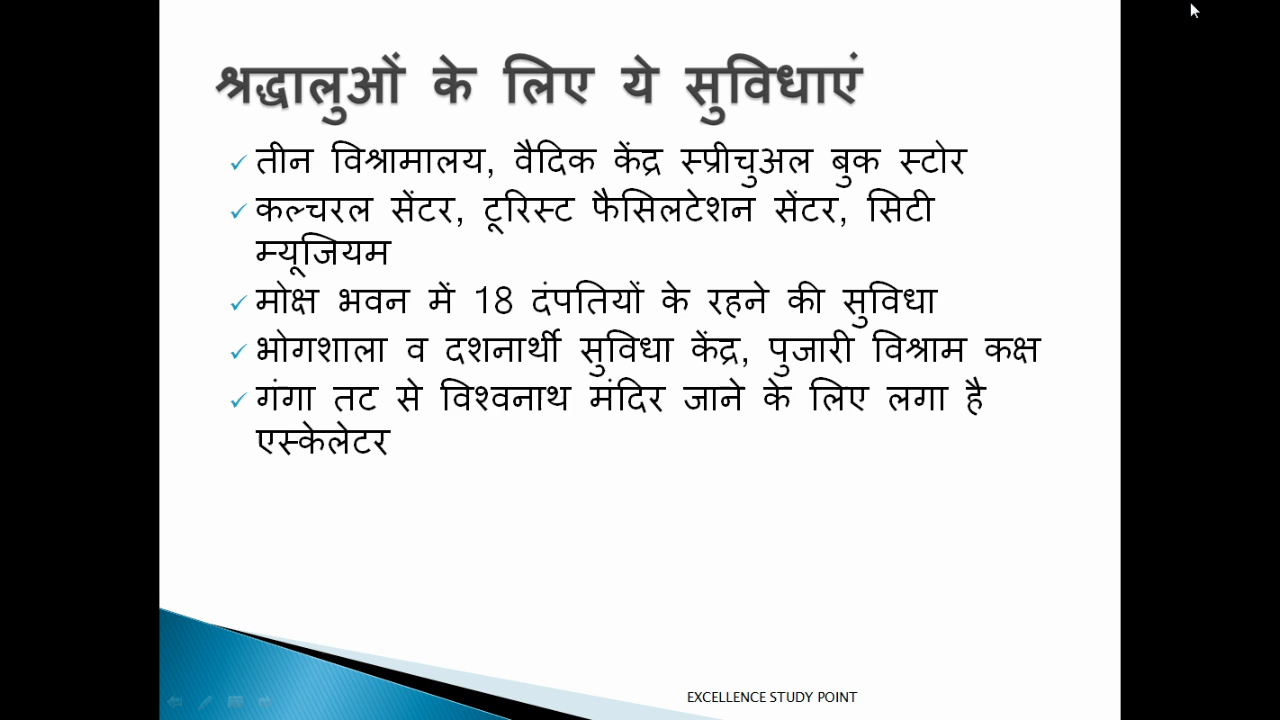 श्रद्धालुओं के लिए ये सुविधाएं
✓ तीन विश्रामालय, वैदिक केंद्र स्प्रीचुअल बुक स्टोर
✓ कल्चरल सेंटर, टूरिस्ट फैसिलटेशन सेंटर, सिटी
म्यूजियम
✓ मोक्ष भवन में 18 दंपतियों के रहने की सुविधा
✓ भोगशाला व दशनार्थी सुविधा केंद्र, पुजारी विश्राम कक्ष
✓ गंगा तट से विश्वनाथ मंदिर जाने के लिए लगा है
एस्केलेटर
EXCELLENCE STUDY POINT